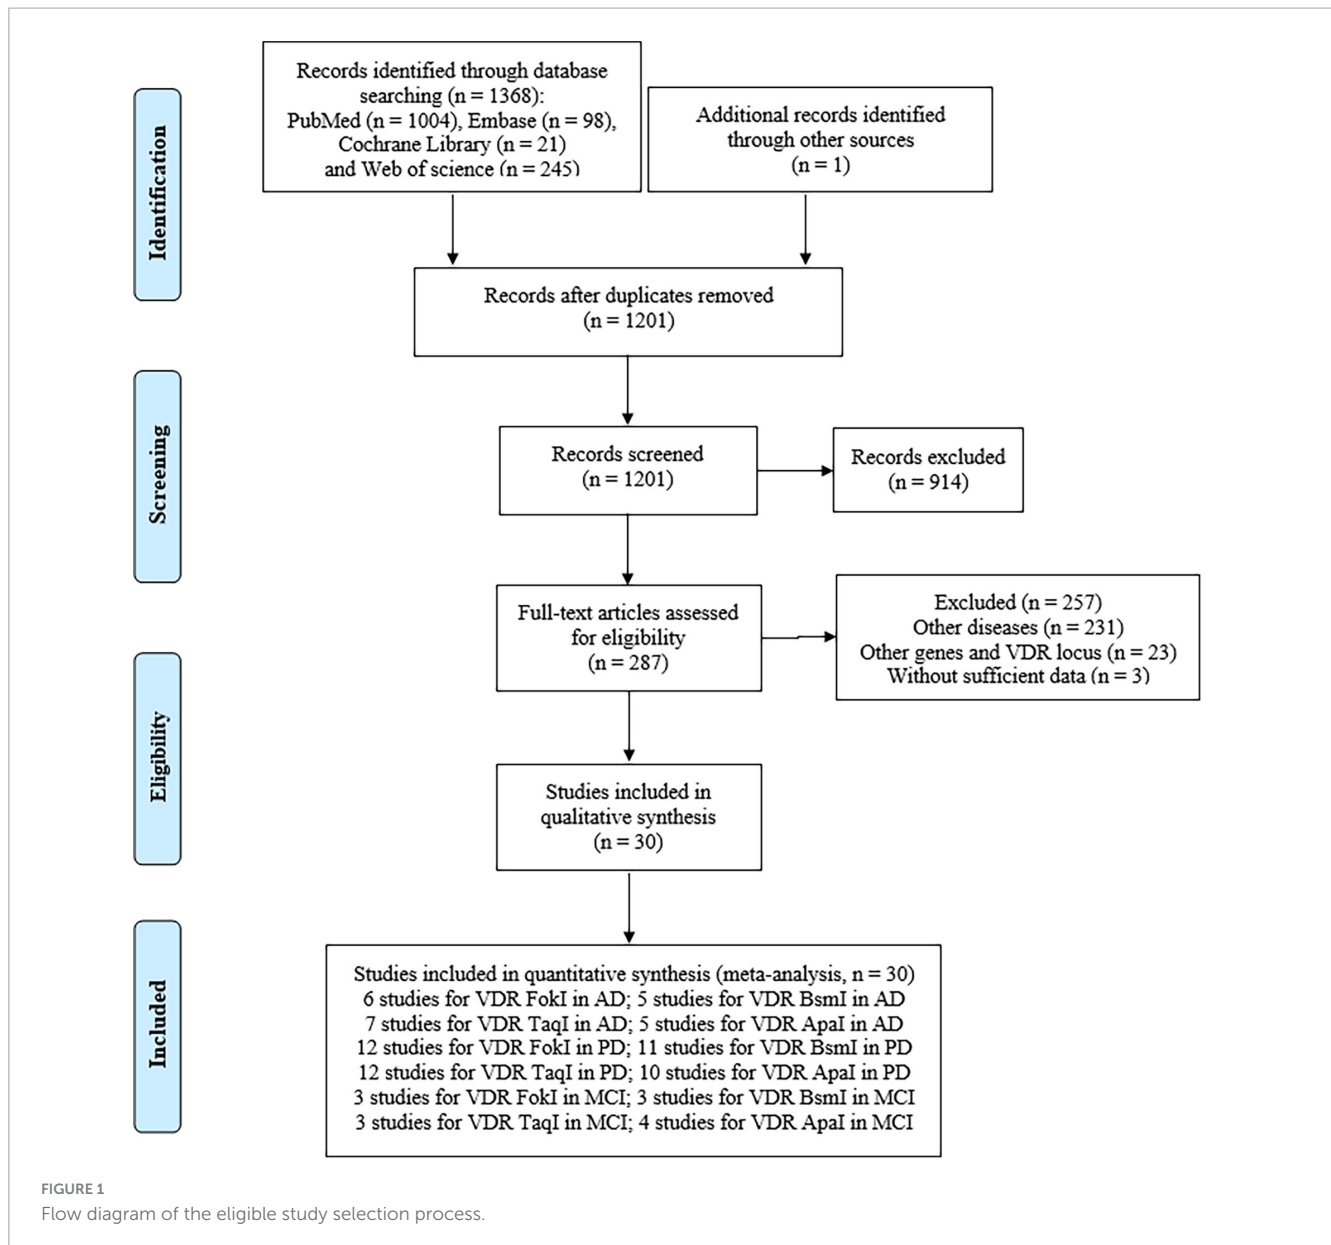 Identification
Records identified through database
searching (n = 1368):
PubMed (n = 1004), Embase (n = 98),
Cochrane Library (n = 21)
and Web of science (n = 245)
Additional records identified
through other sources
(n = 1)
Records after duplicates removed
(n = 1201)
Screening
Records screened
(n = 1201)
Records excluded
(n = 914)
Full-text articles assessed
for eligibility
(n = 287)
Excluded (n = 257)
Other diseases (n = 231)
Other genes and VDR locus (n = 23)
Without sufficient data (n = 3)
Eligibility
Studies included in
qualitative synthesis
(n = 30)
Included
Studies included in quantitative synthesis (meta-analysis, n = 30)
6 studies for VDR FokI in AD; 5 studies for VDR BsmI in AD
7 studies for VDR TaqI in AD; 5 studies for VDR ApaI in AD
12 studies for VDR FokI in PD; 11 studies for VDR BsmI in PD
12 studies for VDR TaqI in PD; 10 studies for VDR ApaI in PD
3 studies for VDR FokI in MCI; 3 studies for VDR BsmI in MCI
3 studies for VDR TaqI in MCI; 4 studies for VDR ApaI in MCI
FIGURE 1
Flow diagram of the eligible study selection process.